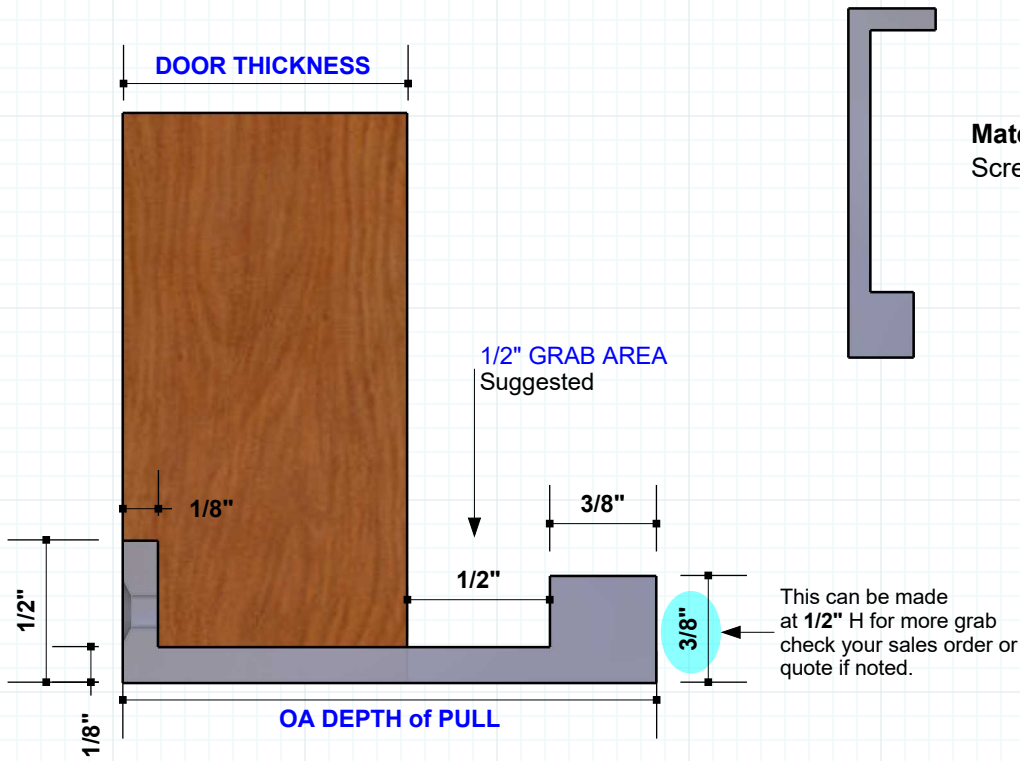 DOOR THICKNESS
1/2" GRAB AREA
Suggested
1/8"
3/8"
1/2"
1/2"
3/8"
This can be made
at 1/2" H for more grab
check your sales order or
quote if noted.
OA DEPTH of PULL
1/8"